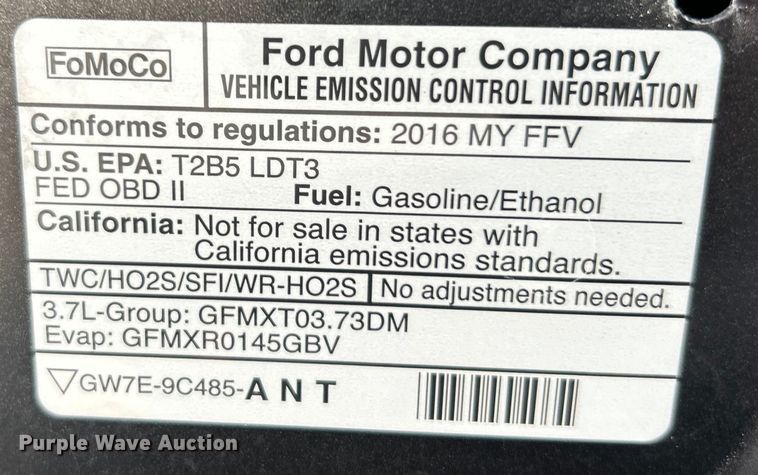 FoMoCo
Ford Motor Company
VEHICLE EMISSION CONTROL INFORMATION
Conforms to regulations: 2016 MY FFV
U.S. EPA: T2B5 LDT3
FED OBD II Fuel: Gasoline/Ethanol
California: Not for sale in states with
California emissions standards.
TWC/HO2S/SFI/WR-HO2S No adjustments needed.
3.7L-Group: GFMXT03.73DM
Evap: GFMXR0145GBV
▽GW7E-9C485-A N T
Purple Wave Auction